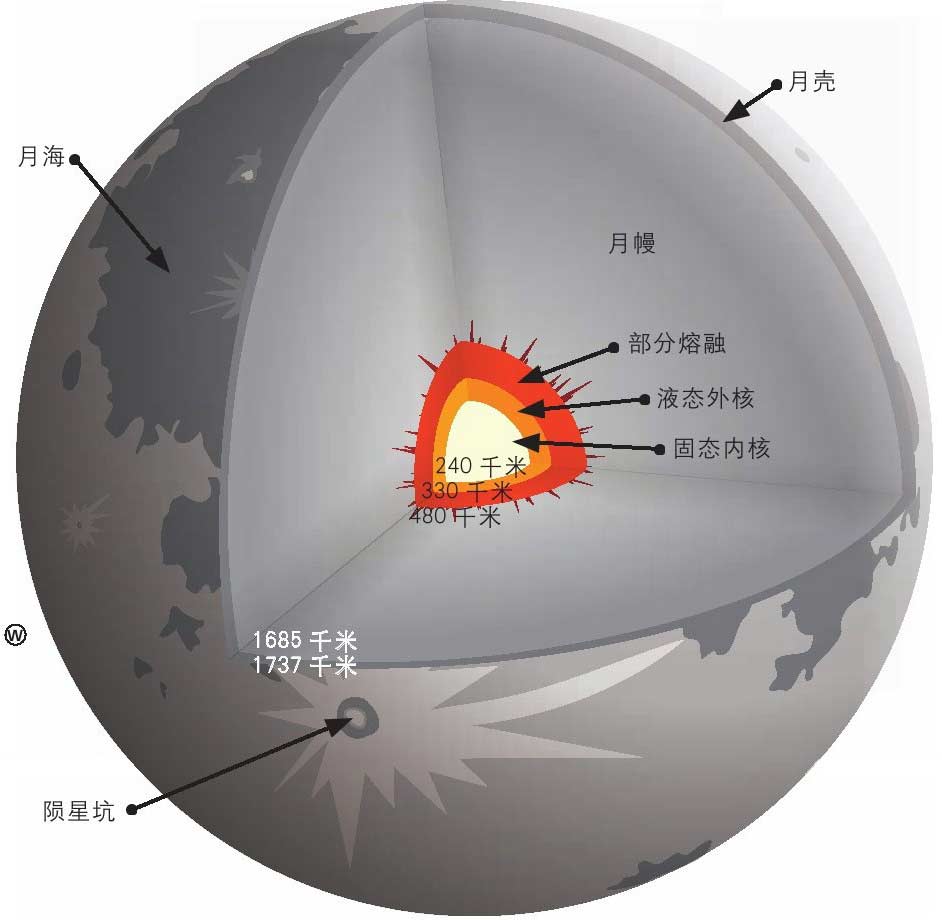 月壳
月海
月幔
部分熔融
液态外核
固态内核
240 千米
330 千米
480 千米
W
1685 千米
1737 千米
陨星坑